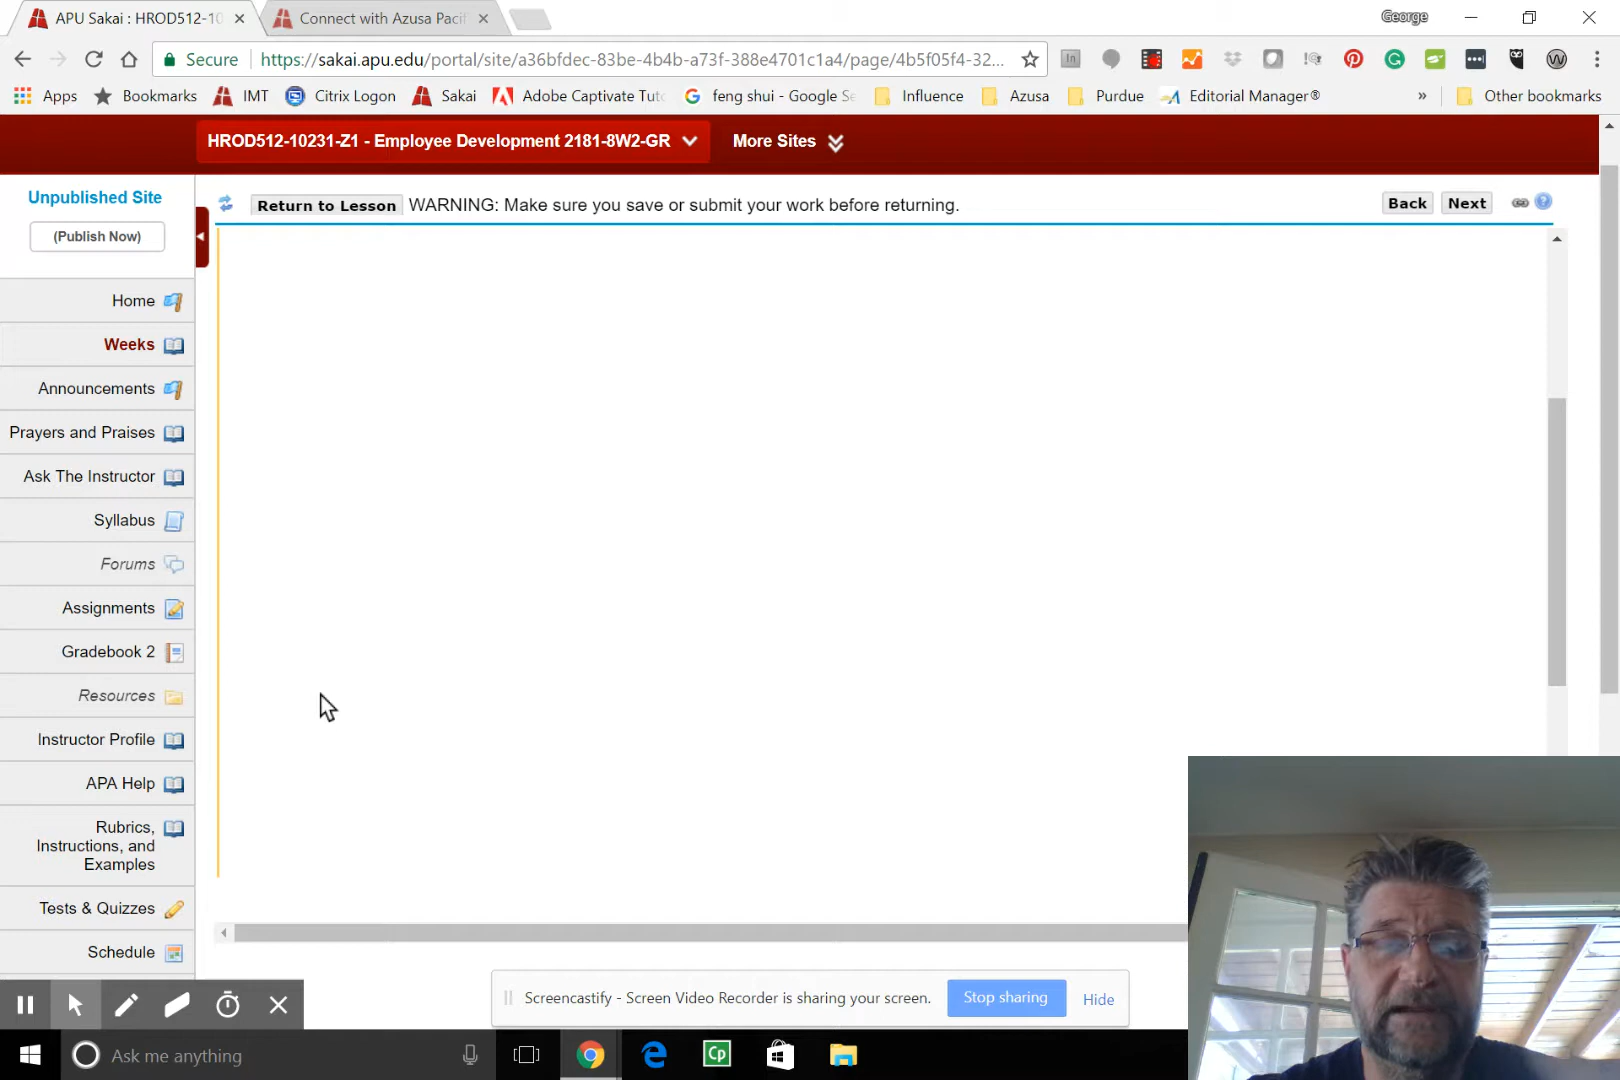 APU Sakai : HROD512-10
Connect with Azusa Pacif
George
Secure
https://sakai.apu.edu/portal/site/a36bfdec-83be-4b4b-a73f-388e4701c1a4/page/4b5f05f4-32...
Apps
Bookmarks
IMT
Citrix Logon
Sakai
Adobe Captivate Tuto
feng shui - Google Se
Influence
Azusa
Purdue
Editorial Manager®
»
Other bookmarks
HROD512-10231-Z1 - Employee Development 2181-8W2-GR
More Sites
Unpublished Site
(Publish Now)
Return to Lesson
WARNING: Make sure you save or submit your work before returning.
Back
Next
Home
Weeks
Announcements
Prayers and Praises
Ask The Instructor
Syllabus
Forums
Assignments
Gradebook 2
Resources
Instructor Profile
APA Help
Rubrics,
Instructions, and
Examples
Tests & Quizzes
Schedule
Screencastify - Screen Video Recorder is sharing your screen.
Stop sharing
Hide
Ask me anything
Cp